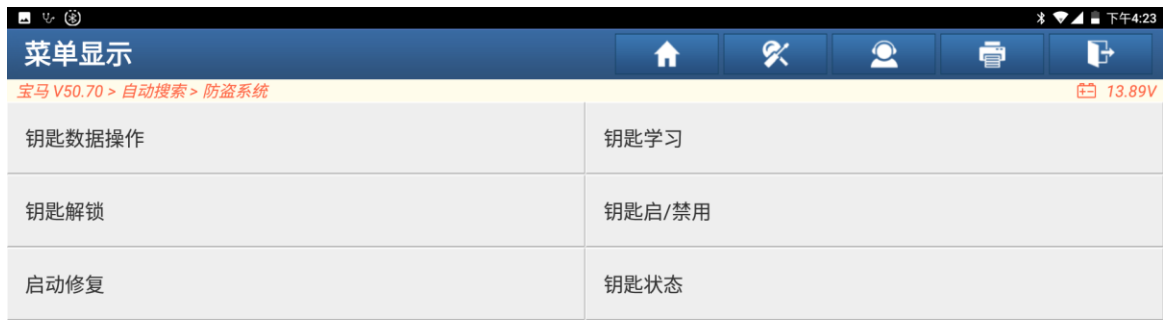 下午4:23
菜单显示
宝马 V50.70 > 自动搜索 > 防盗系统
13.89V
钥匙数据操作
钥匙学习
钥匙解锁
钥匙启/禁用
启动修复
钥匙状态